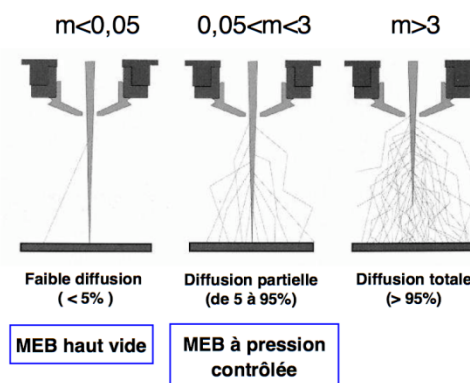 m<0,05
0,05<m<3
m>3
Faible diffusion
( < 5% )
Diffusion partielle
(de 5 à 95%)
Diffusion totale
(> 95%)
MEB haut vide
MEB à pression
contrôlée